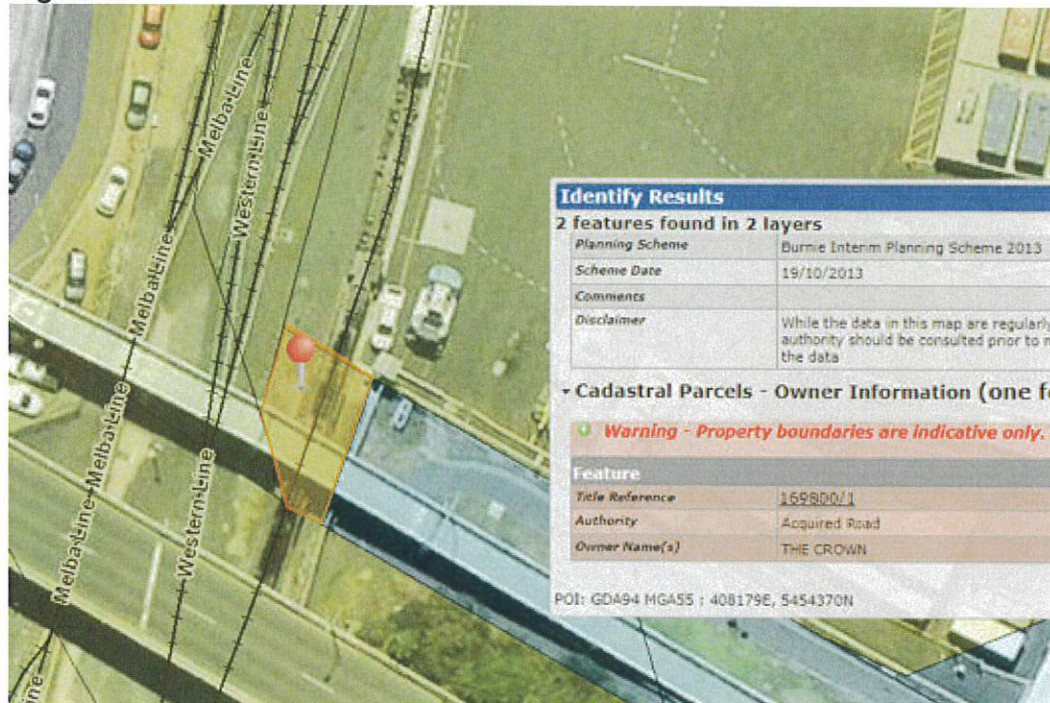 Melba-Line
Western-Line
Melba-Line
Melba-Line
Melba-Line
Western-Line
Melba-Line
Identify Results
2 features found in 2 layers
Planning Scheme Burnie Interim Planning Scheme 2013
Scheme Date 19/10/2013
Comments
Disclaimer While the data in this map are regularly
authority should be consulted prior to
the data
Cadastral Parcels - Owner Information (one
Warning - Property boundaries are indicative only.
Feature
Title Reference 169800/1
Authority Acquired Road
Owner Name(s) THE CROWN
POI: GDA94 MGA55 : 408179E, 5454370N